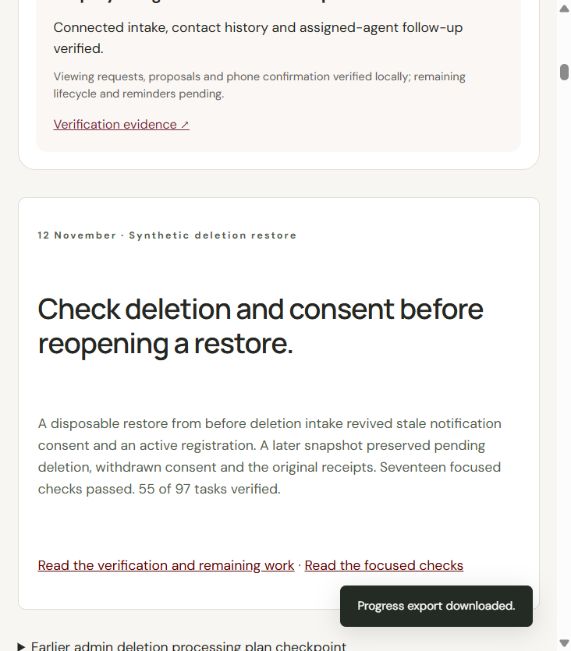 Connected intake, contact history and assigned-agent follow-up
verified.
Viewing requests, proposals and phone confirmation verified locally; remaining
lifecycle and reminders pending.
Verification evidence ↗
12 November · Synthetic deletion restore
Check deletion and consent before
reopening a restore.
A disposable restore from before deletion intake revived stale notification
consent and an active registration. A later snapshot preserved pending
deletion, withdrawn consent and the original receipts. Seventeen focused
checks passed. 55 of 97 tasks verified.
Read the verification and remaining work · Read the focused checks
Progress export downloaded.
Earlier admin deletion processing plan checkpoint